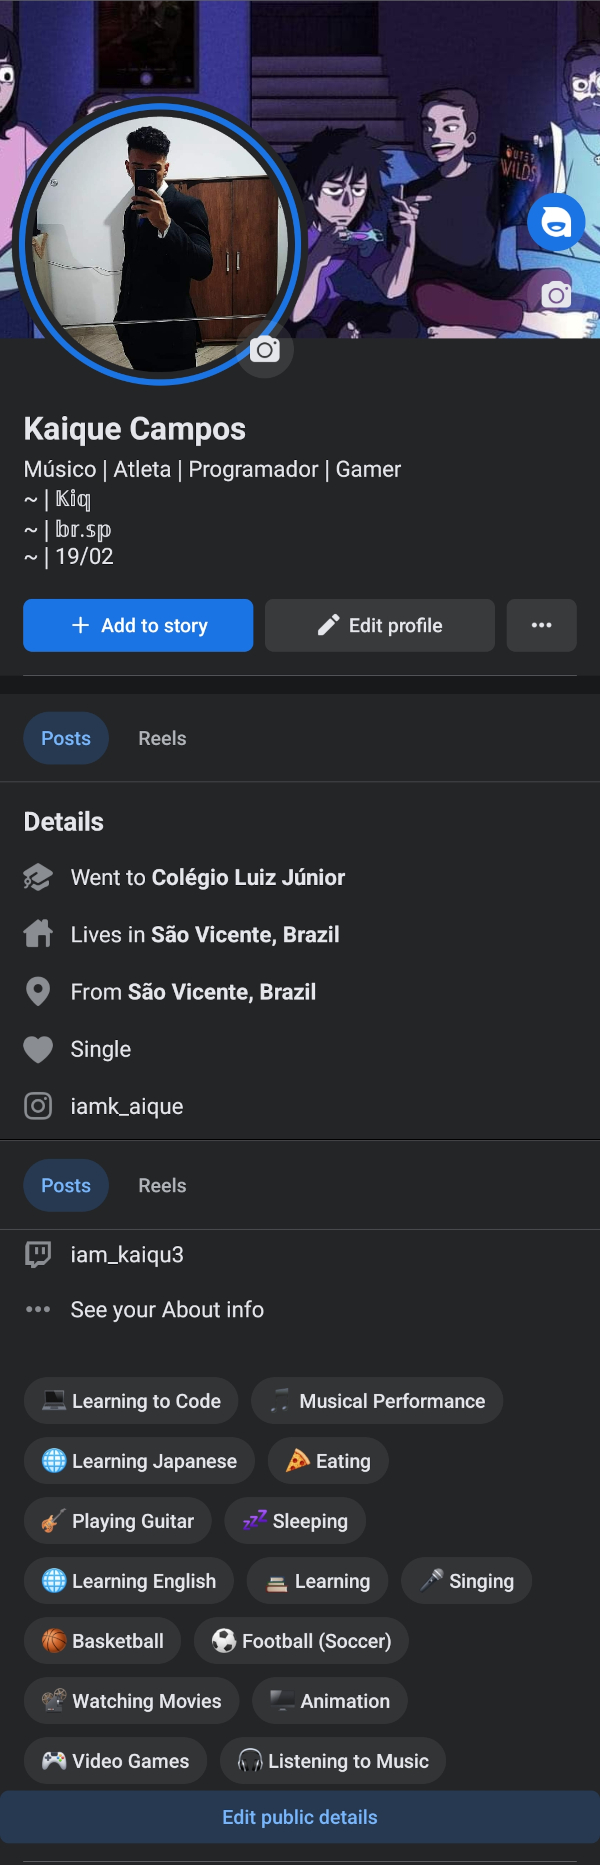 OUTER
WILDS
Kaique Campos
Músico | Atleta | Programador | Gamer
~ | 𝕂𝕚𝕢
~ | 𝕓𝕣.𝕤𝕡
~ | 19/02
+ Add to story
Edit profile
Posts Reels
Details
Went to Colégio Luiz Júnior
Lives in São Vicente, Brazil
From São Vicente, Brazil
Single
iamk_aique
Posts Reels
iam_kaiqu3
See your About info
Learning to Code Musical Performance
Learning Japanese Eating
Playing Guitar Sleeping
Learning English Learning Singing
Basketball Football (Soccer)
Watching Movies Animation
Video Games Listening to Music
Edit public details